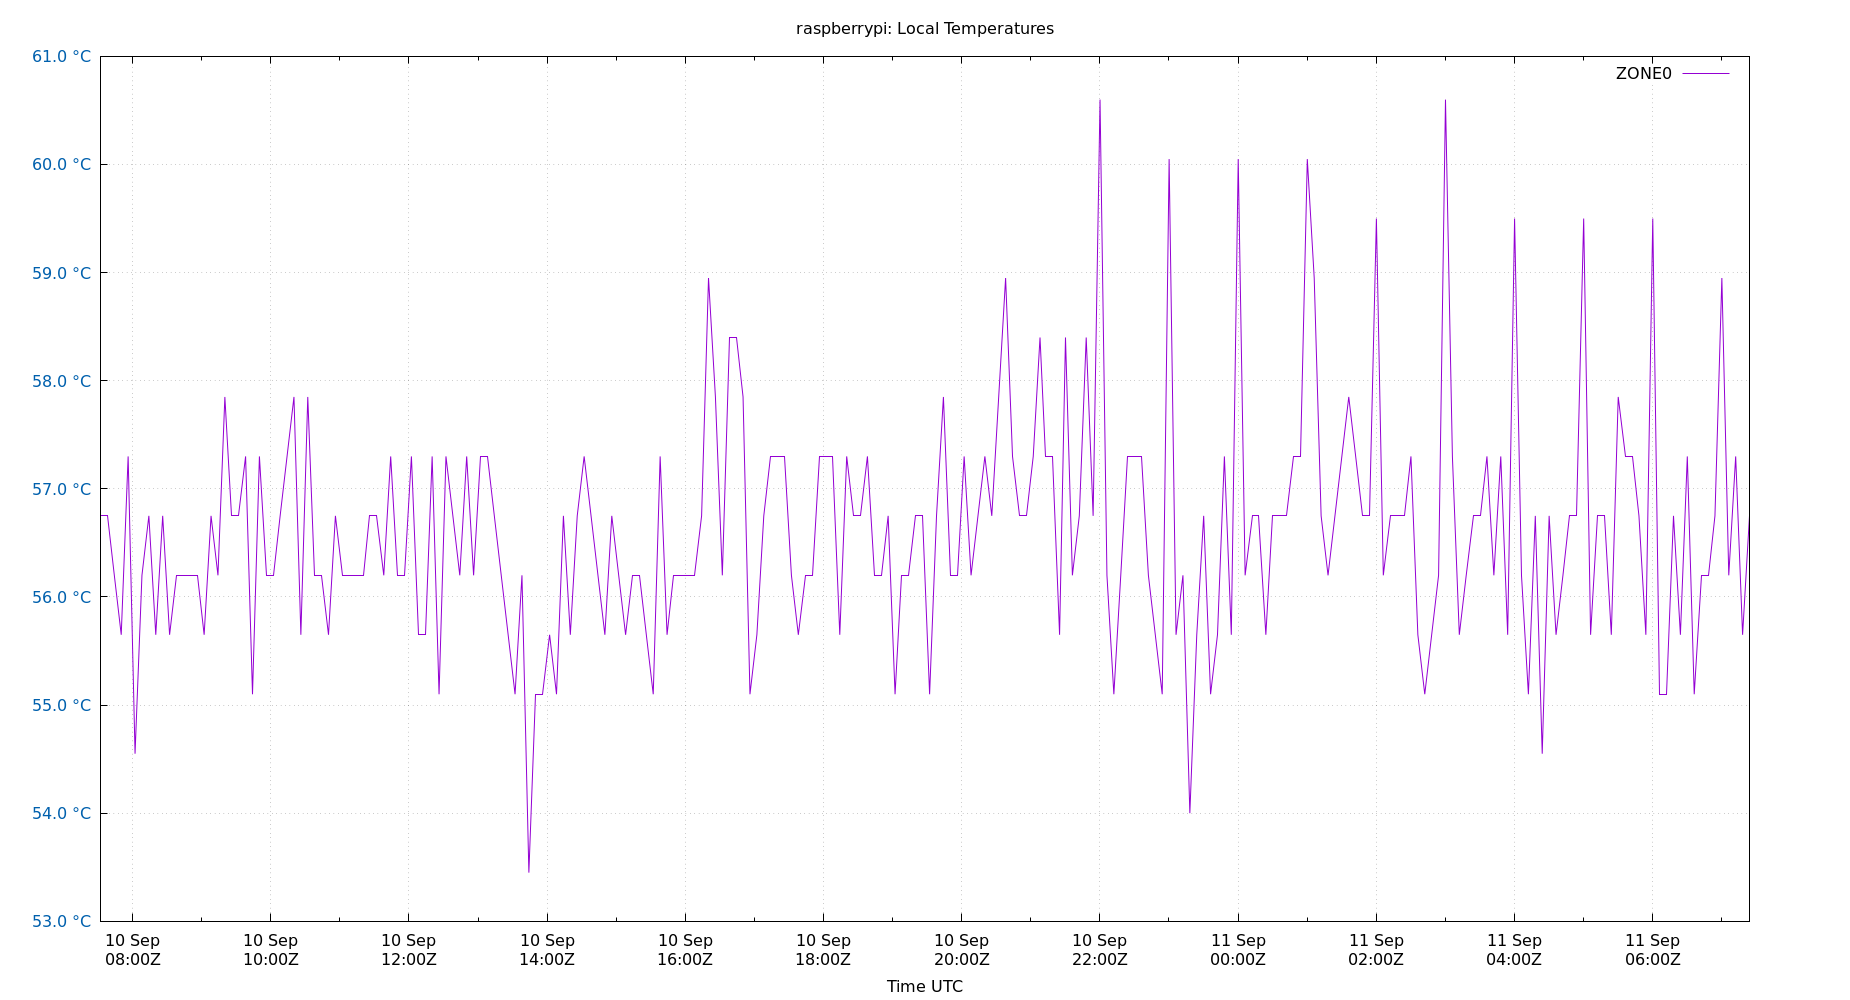 raspberrypi: Local Temperatures
61.0 °C
ZONE0
60.0 °C
59.0 °C
58.0 °C
57.0 °C
56.0 °C
55.0 °C
54.0 °C
53.0 °C
10 Sep 10 Sep 10 Sep 10 Sep 10 Sep 10 Sep 10 Sep 10 Sep 11 Sep 11 Sep 11 Sep 11 Sep
08:00Z 10:00Z 12:00Z 14:00Z 16:00Z 18:00Z 20:00Z 22:00Z 00:00Z 02:00Z 04:00Z 06:00Z
Time UTC